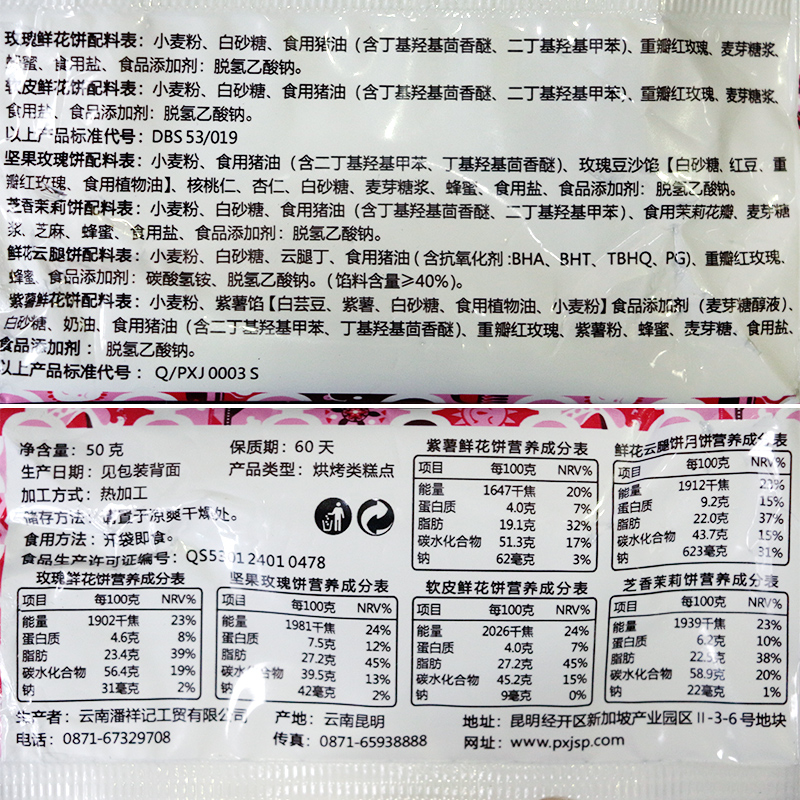 玫瑰鲜花饼配料表：小麦粉、白砂糖、食用猪油（含丁基羟基茴香醚、二丁基羟基甲苯）、重瓣红玫瑰、麦芽糖浆、
蜂蜜、食用盐、食品添加剂：脱氢乙酸钠。
软皮鲜花饼配料表：小麦粉、白砂糖、食用猪油（含丁基羟基茴香醚、二丁基羟基甲苯）、重瓣红玫瑰、麦芽糖浆、
食用盐、食品添加剂：脱氢乙酸钠。
以上产品标准代号：DBS 53/019
坚果玫瑰饼配料表：小麦粉、食用猪油（含二丁基羟基甲苯、丁基羟基茴香醚）、玫瑰豆沙馅【白砂糖、红豆、重
瓣红玫瑰、食用植物油】、核桃仁、杏仁、白砂糖、麦芽糖浆、蜂蜜、食用盐、食品添加剂：脱氢乙酸钠。
芝香茉莉饼配料表：小麦粉、白砂糖、食用猪油（含丁基羟基茴香醚、二丁基羟基甲苯）、食用茉莉花瓣、麦芽糖
浆、芝麻、蜂蜜、食用盐、食品添加剂：脱氢乙酸钠。
鲜花云腿饼配料表：小麦粉、白砂糖、云腿丁、食用猪油（含抗氧化剂:BHA、BHT、TBHQ、PG)、重瓣红玫瑰、
蜂蜜、食品添加剂：碳酸氢铵、脱氢乙酸钠。（馅料含量≥40%）。
紫薯鲜花饼配料表：小麦粉、紫薯馅【白芸豆、紫薯、白砂糖、食用植物油、小麦粉】食品添加剂（麦芽糖醇液）、
白砂糖、奶油、食用猪油（含二丁基羟基甲苯、丁基羟基茴香醚）、重瓣红玫瑰、紫薯粉、蜂蜜、麦芽糖、食用盐、
食品添加剂：脱氢乙酸钠。
以上产品标准代号：Q/PXJ 0003 S
净含量：50 克 保质期：60 天
生产日期：见包装背面 产品类型：烘烤类糕点
加工方式：热加工
储存方法：请置于凉爽干燥处。
食用方法：开袋即食。
食品生产许可证编号：QS5301 2401 0478
紫薯鲜花饼营养成分表
项目 每100克 NRV%
能量 1647千焦 20%
蛋白质 4.0克 7%
脂肪 19.1克 32%
碳水化合物 51.3克 17%
钠 62毫克 3%
鲜花云腿饼月饼营养成分表
项目 每100克 NRV%
能量 1912千焦 23%
蛋白质 9.2克 15%
脂肪 22.0克 37%
碳水化合物 43.7克 15%
钠 623毫克 31%
玫瑰鲜花饼营养成分表
项目 每100克 NRV%
能量 1902千焦 23%
蛋白质 4.6克 8%
脂肪 23.4克 39%
碳水化合物 56.4克 19%
钠 31毫克 2%
坚果玫瑰饼营养成分表
项目 每100克 NRV%
能量 1981千焦 24%
蛋白质 7.5克 12%
脂肪 27.2克 45%
碳水化合物 39.5克 13%
钠 42毫克 2%
软皮鲜花饼营养成分表
项目 每100克 NRV%
能量 2026千焦 24%
蛋白质 4.0克 7%
脂肪 27.2克 45%
碳水化合物 45.2克 15%
钠 9毫克 0%
芝香茉莉饼营养成分表
项目 每100克 NRV%
能量 1939千焦 23%
蛋白质 6.2克 10%
脂肪 22.5克 38%
碳水化合物 58.9克 20%
钠 22毫克 1%
生产者：云南潘祥记工贸有限公司 产地：云南昆明 地址：昆明经开区新加坡产业园区Ⅱ-3-6号地块
电话：0871-67329708 传真：0871-65938888 网址：www.pxjsp.com